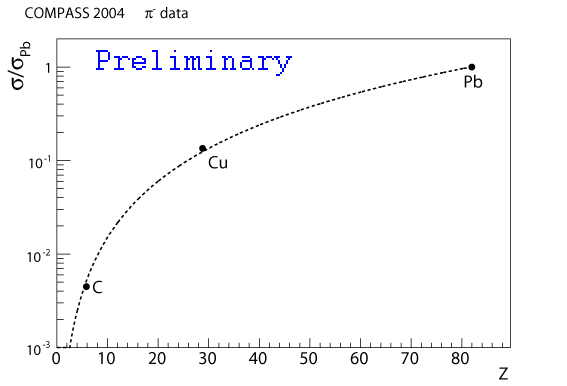 COMPASS 2004 π⁻ data
σ/σPb
Preliminary
1
Pb
10⁻¹
Cu
10⁻²
C
10⁻³
0 10 20 30 40 50 60 70 80
Z